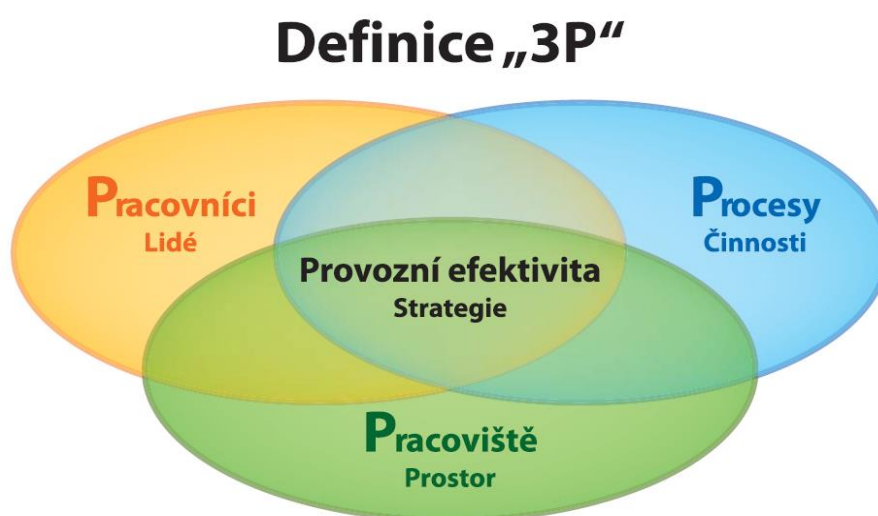 Definice „3P“
Pracovníci
Lidé
Procesy
Činnosti
Provozní efektivita
Strategie
Pracoviště
Prostor